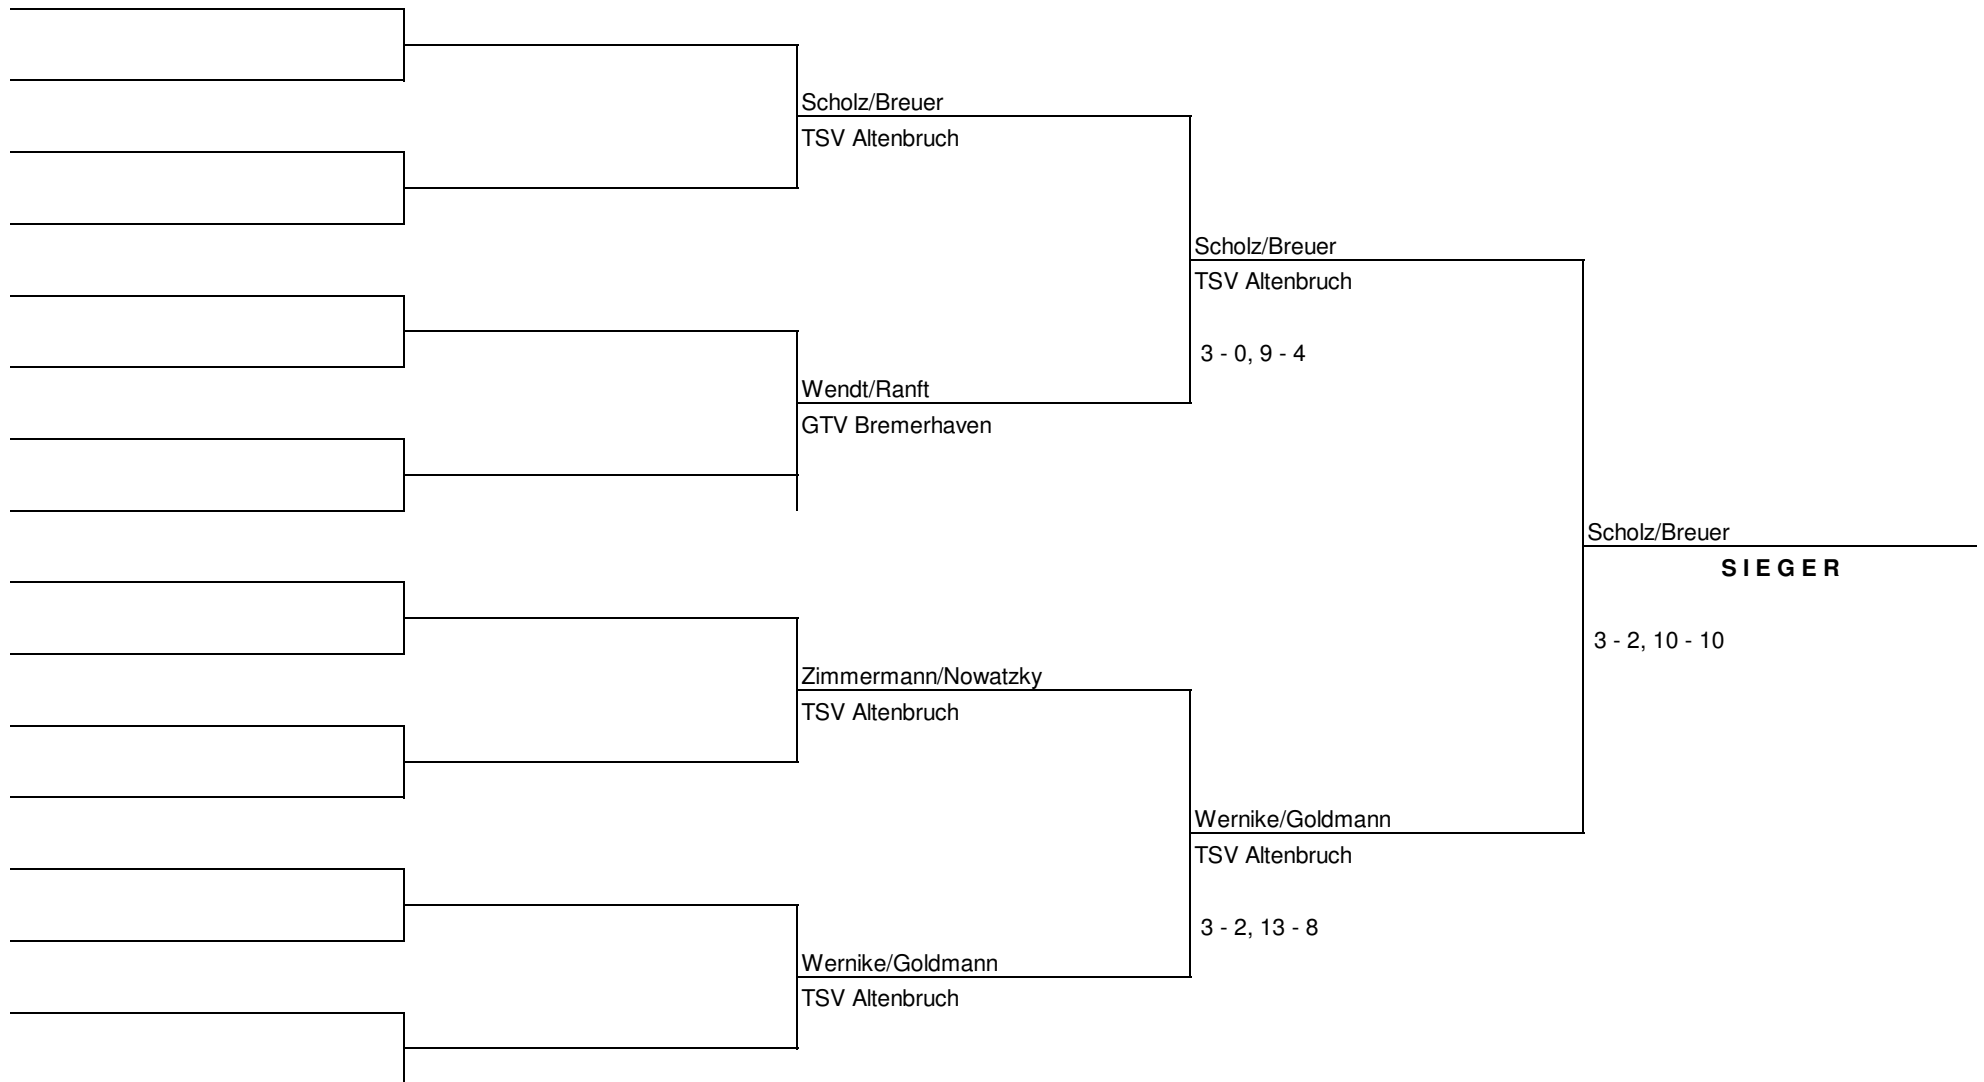 Scholz/Breuer
TSV Altenbruch
Scholz/Breuer
TSV Altenbruch
3 - 0, 9 - 4
Wendt/Ranft
GTV Bremerhaven
Scholz/Breuer
S I E G E R
3 - 2, 10 - 10
Zimmermann/Nowatzky
TSV Altenbruch
Wernike/Goldmann
TSV Altenbruch
3 - 2, 13 - 8
Wernike/Goldmann
TSV Altenbruch